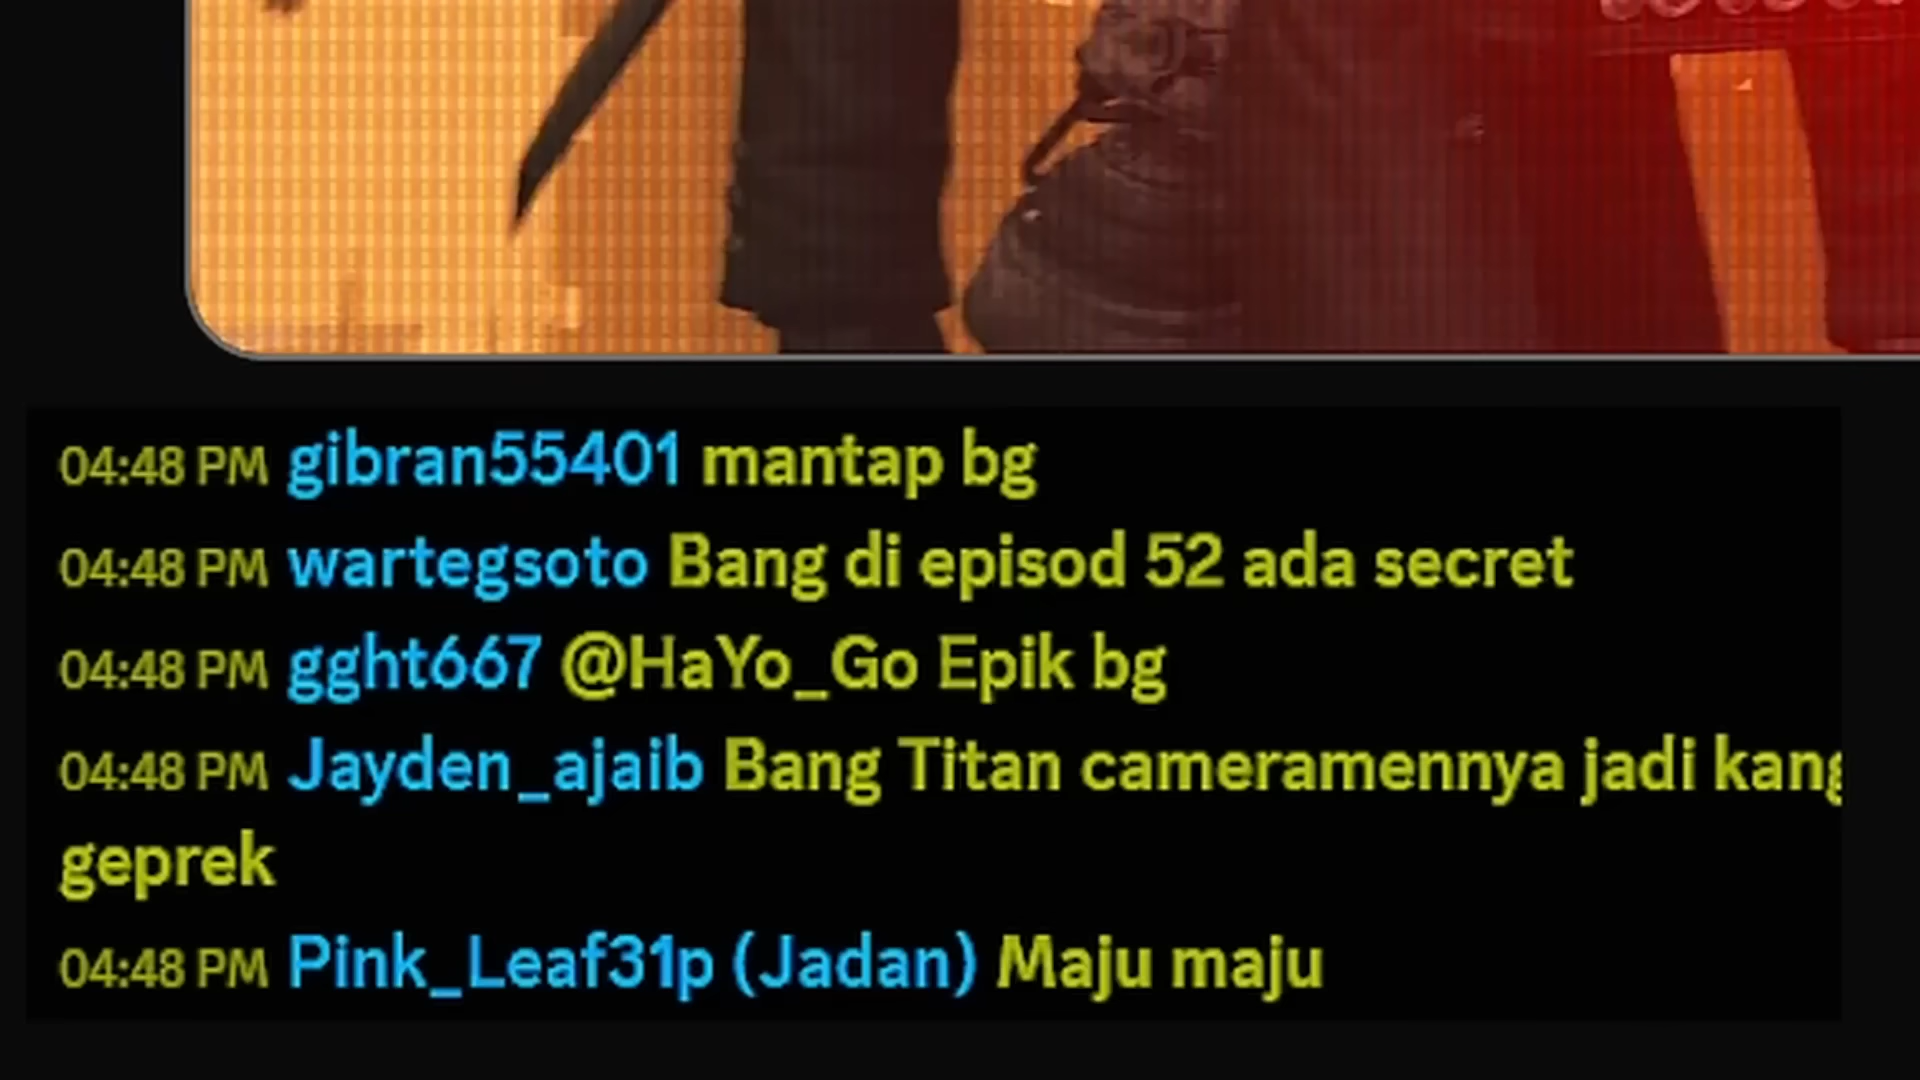 04:48 PM gibran55401 mantap bg
04:48 PM wartegsoto Bang di episod 52 ada secret
04:48 PM gght667 @HaYo_Go Epik bg
04:48 PM Jayden_ajaib Bang Titan cameramennya jadi kang
geprek
04:48 PM Pink_Leaf31p (Jadan) Maju maju